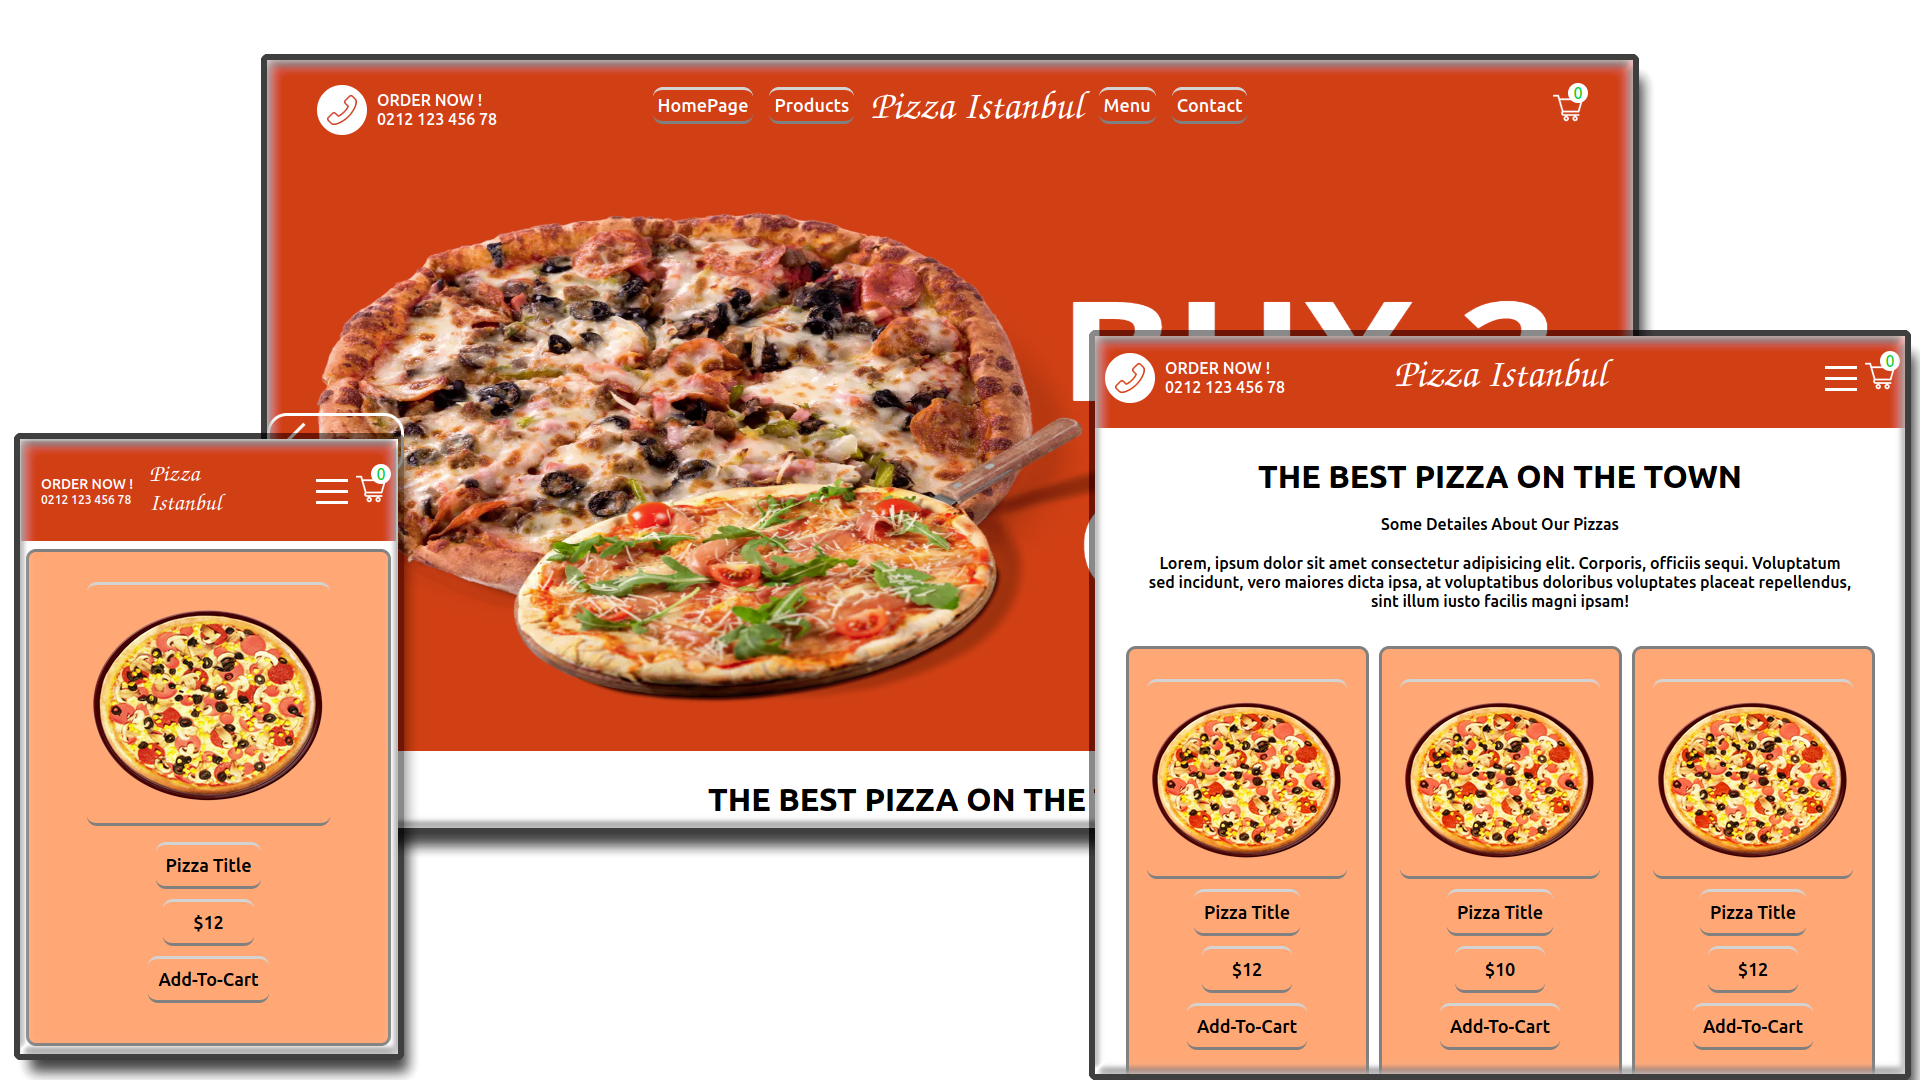 ORDER NOW !
0212 123 456 78
HomePage
Products
Pizza Istanbul
Menu
Contact
0
THE BEST PIZZA ON THE
ORDER NOW !
0212 123 456 78
Pizza
Istanbul
0
Pizza Title
$12
Add-To-Cart
ORDER NOW !
0212 123 456 78
Pizza Istanbul
0
THE BEST PIZZA ON THE TOWN
Some Detailes About Our Pizzas
Lorem, ipsum dolor sit amet consectetur adipisicing elit. Corporis, officiis sequi. Voluptatum
sed incidunt, vero maiores dicta ipsa, at voluptatibus doloribus voluptates placeat repellendus,
sint illum iusto facilis magni ipsam!
Pizza Title
$12
Add-To-Cart
Pizza Title
$10
Add-To-Cart
Pizza Title
$12
Add-To-Cart